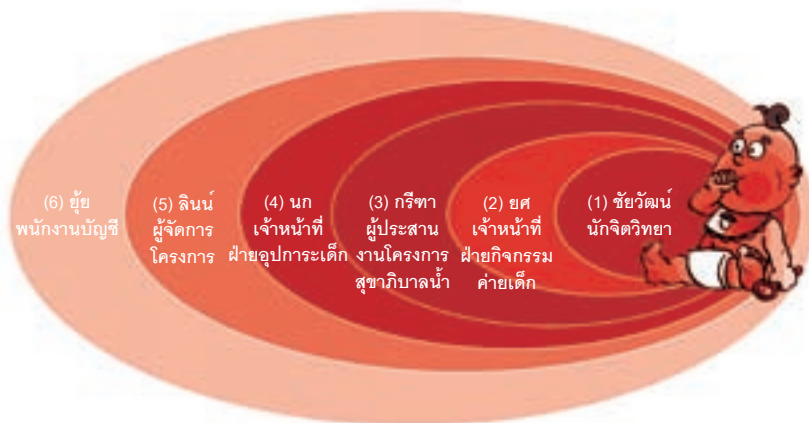 (6) ยุ้ย
พนักงานบัญชี
(5) ลินน์
ผู้จัดการ
โครงการ
(4) นก
เจ้าหน้าที่
ฝ่ายอุปการะเด็ก
(3) กรีฑา
ผู้ประสาน
งานโครงการ
สุขาภิบาลน้ำ
(2) ยศ
เจ้าหน้าที่
ฝ่ายกิจกรรม
ค่ายเด็ก
(1) ชัยวัฒน์
นักจิตวิทยา